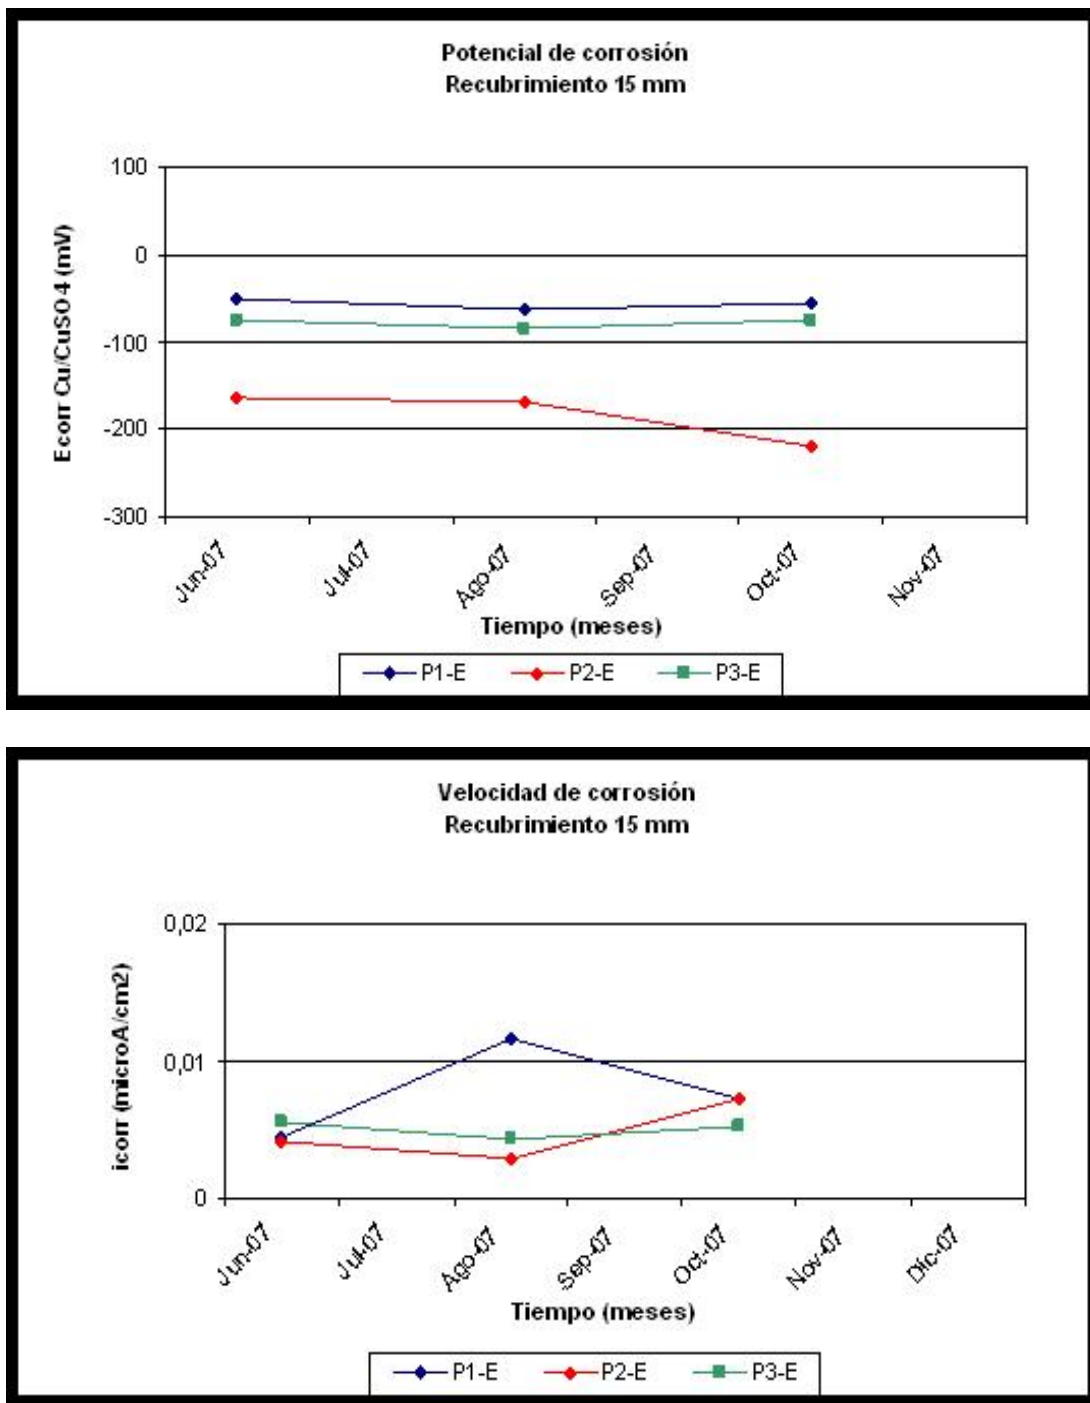 Potencial de corrosión
Recubrimiento 15 mm
100
0
-100
-200
-300
Ecorr Cu/CuSO4 (mV)
Jun-07 Jul-07 Ago-07 Sep-07 Oct-07 Nov-07
Tiempo (meses)
P1-E P2-E P3-E
Velocidad de corrosión
Recubrimiento 15 mm
0,02
0,01
0
icorr (microA/cm2)
Jun-07 Jul-07 Ago-07 Sep-07 Oct-07 Nov-07 Dic-07
Tiempo (meses)
P1-E P2-E P3-E